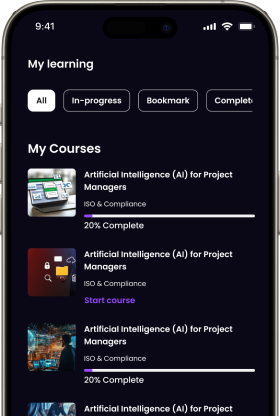 9:41
My learning
All
In-progress
Bookmark
Complete
My Courses
Artificial Intelligence (AI) for Project
Managers
ISO & Compliance
20% Complete
Artificial Intelligence (AI) for Project
Managers
ISO & Compliance
Start course
Artificial Intelligence (AI) for Project
Managers
ISO & Compliance
20% Complete
Artificial Intelligence (AI) for Project